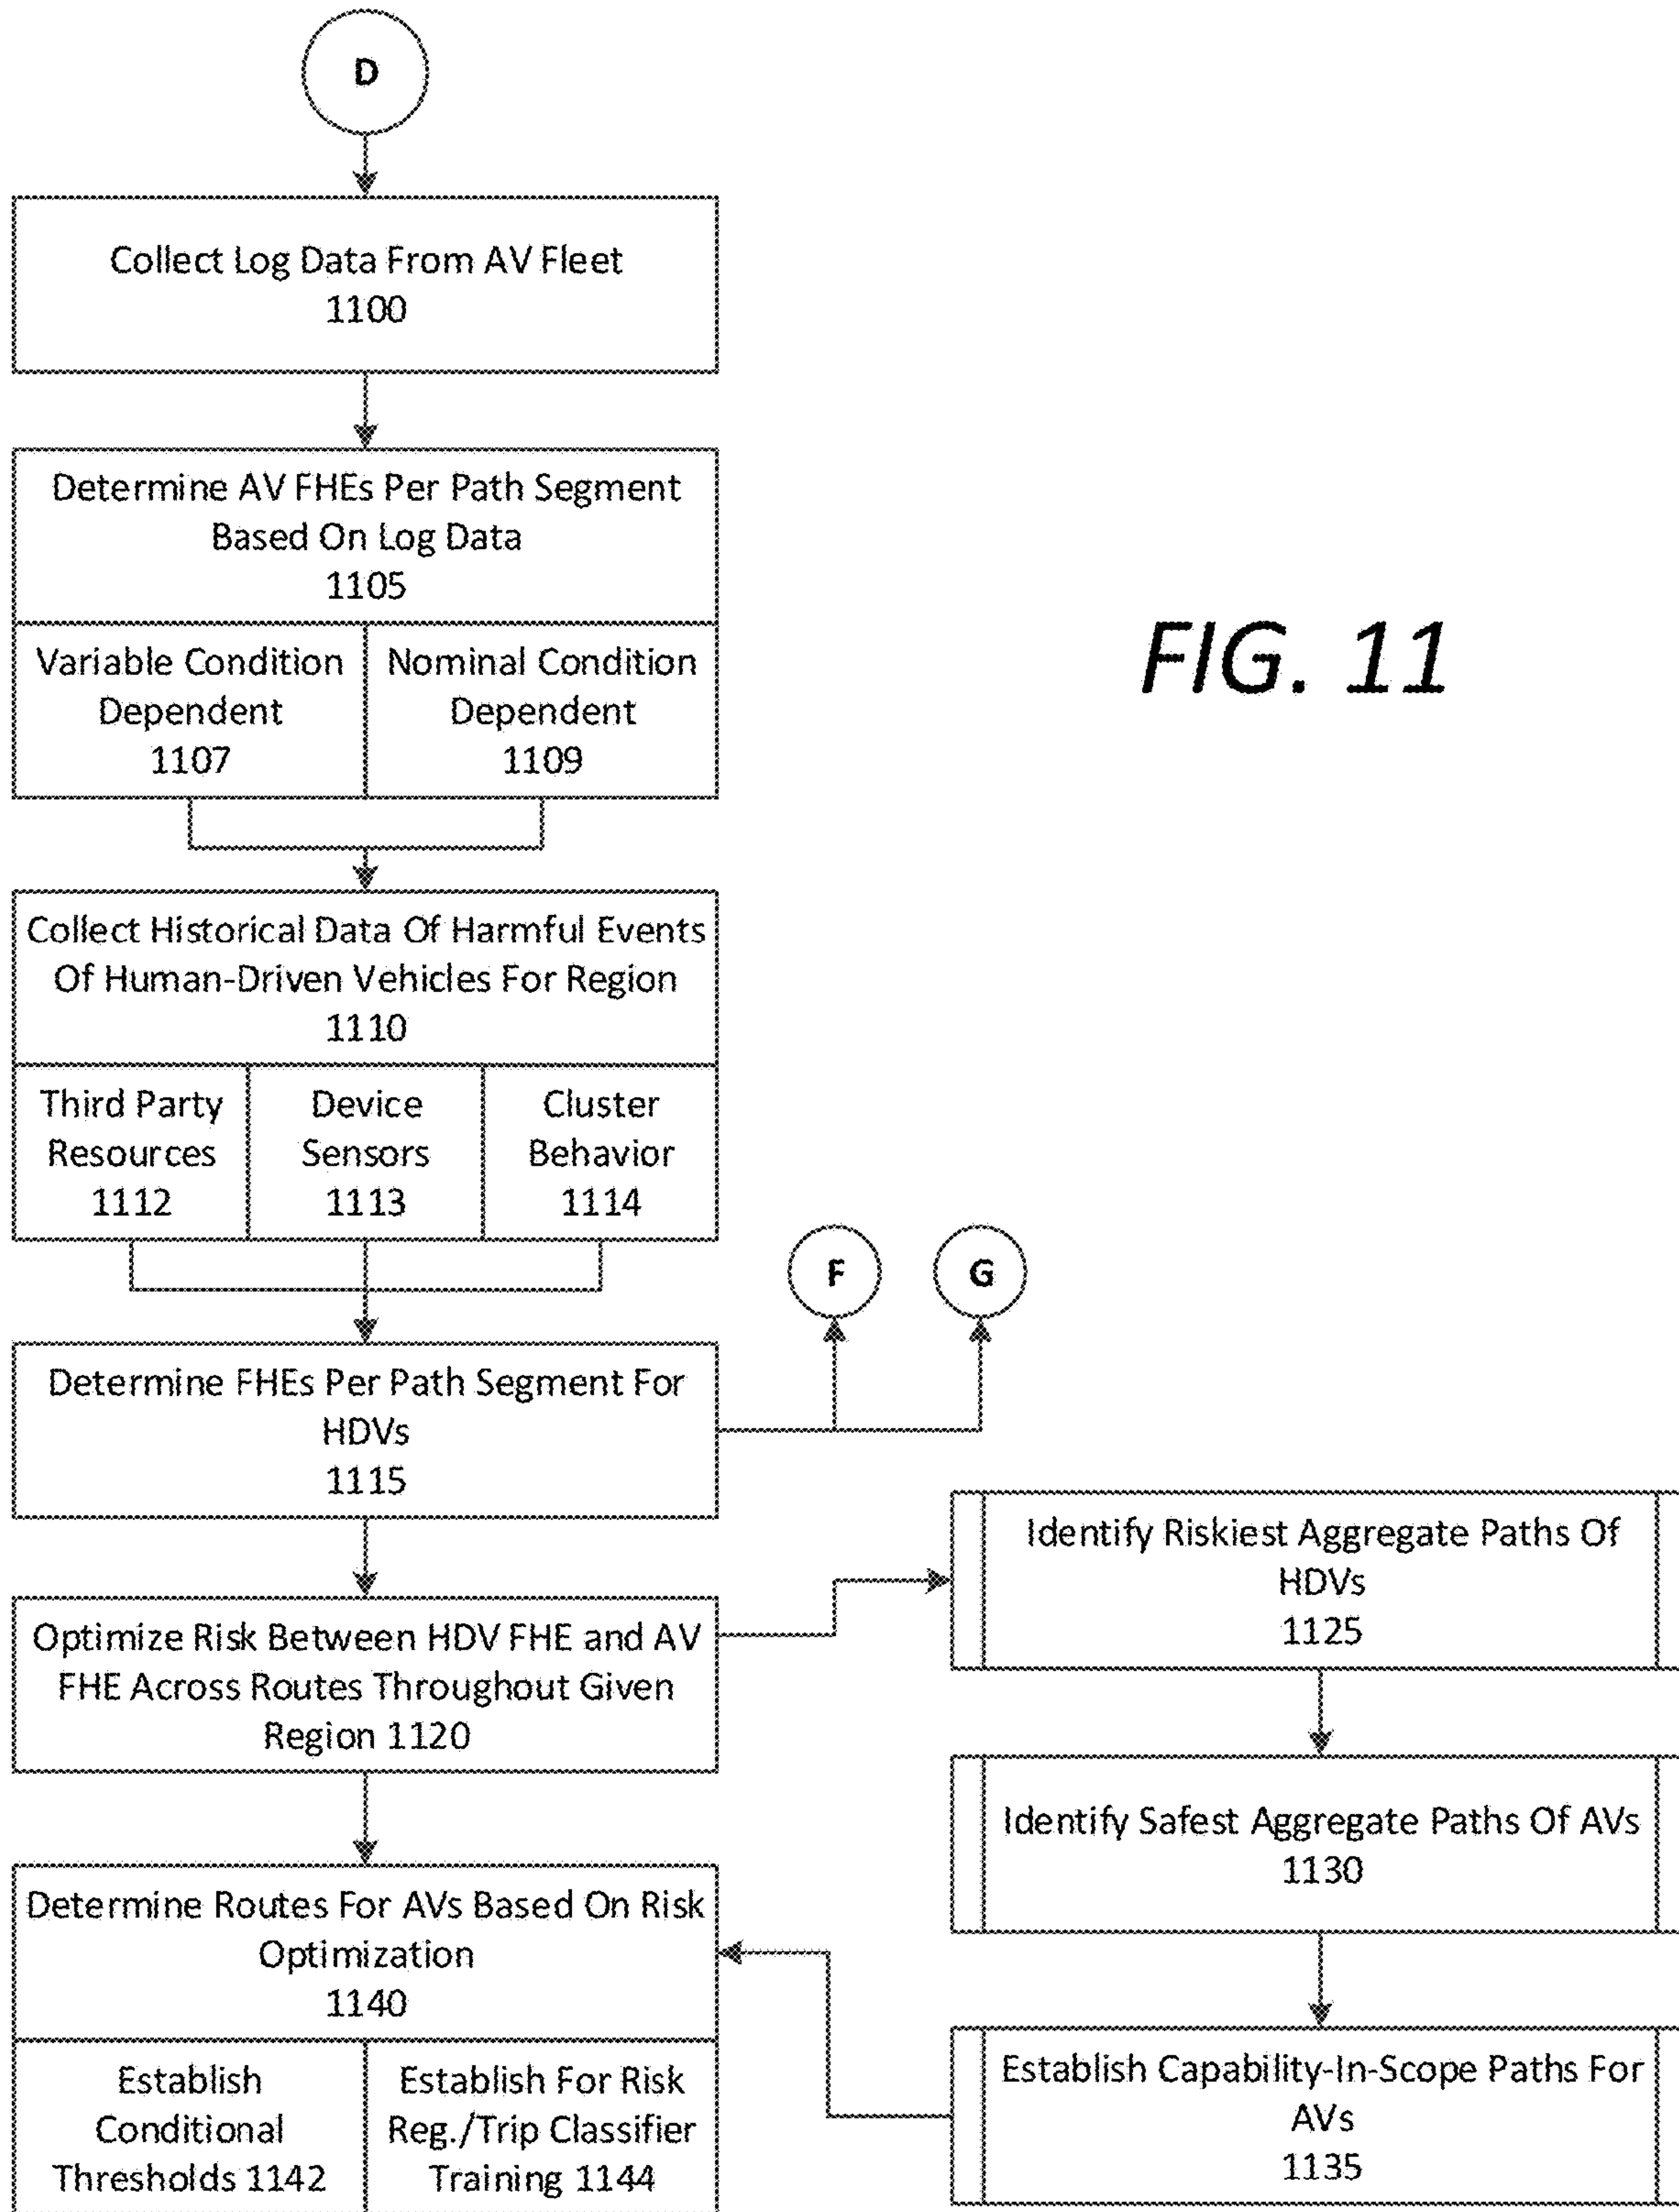 D
Collect Log Data From AV Fleet
1100
Determine AV FHEs Per Path Segment
Based On Log Data
1105
Variable Condition
Dependent
1107
Nominal Condition
Dependent
1109
FIG. 11
Collect Historical Data Of Harmful Events
Of Human-Driven Vehicles For Region
1110
Third Party
Resources
1112
Device
Sensors
1113
Cluster
Behavior
1114
F
G
Determine FHEs Per Path Segment For
HDVs
1115
Optimize Risk Between HDV FHE and AV
FHE Across Routes Throughout Given
Region 1120
Identify Riskiest Aggregate Paths Of
HDVs
1125
Identify Safest Aggregate Paths Of AVs
1130
Establish Capability-In-Scope Paths For
AVs
1135
Determine Routes For AVs Based On Risk
Optimization
1140
Establish
Conditional
Thresholds 1142
Establish For Risk
Reg./Trip Classifier
Training 1144